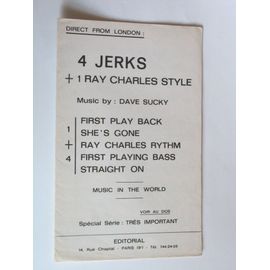 DIRECT FROM LONDON :
4 JERKS
+ 1 RAY CHARLES STYLE
Music by : DAVE SUCKY
FIRST PLAY BACK
1 SHE'S GONE
+ RAY CHARLES RYTHM
4 FIRST PLAYING BASS
STRAIGHT ON
MUSIC IN THE WORLD
VOIR AU DOS
Spécial Série : TRÈS IMPORTANT
EDITORIAL
14, Rue Chaptal - PARIS (9e) - Tél. 744-24-26